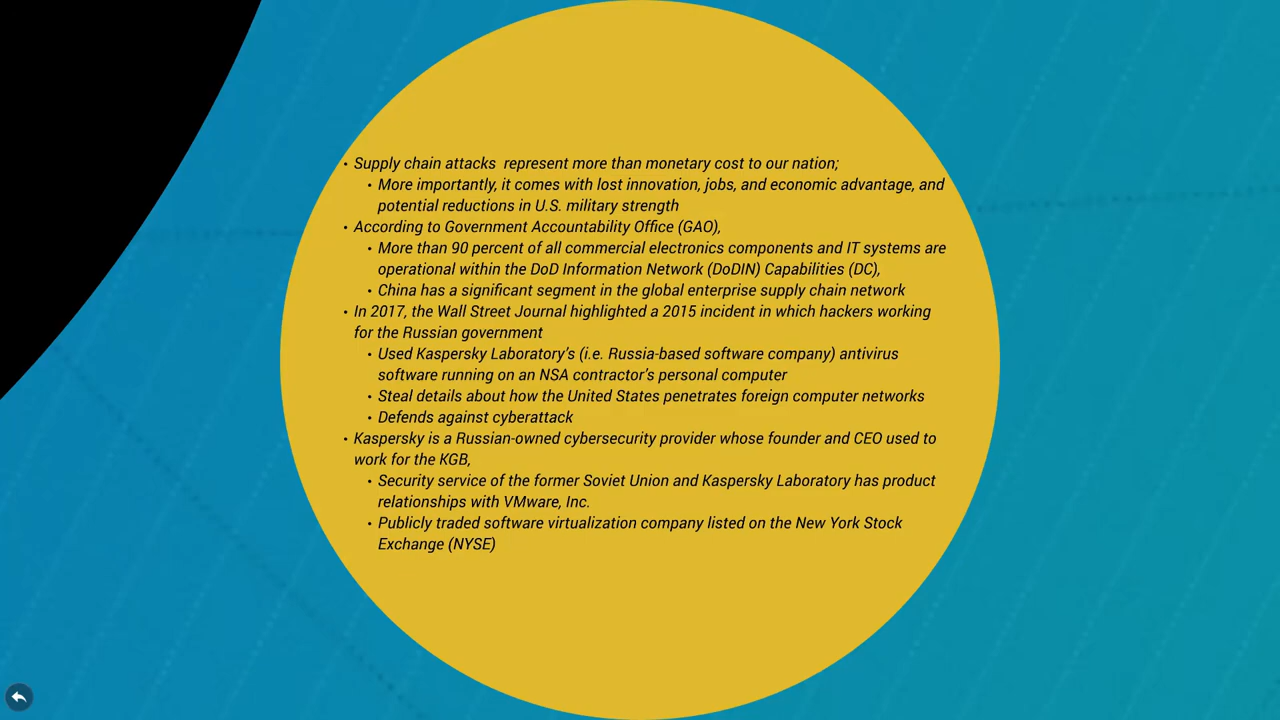 • Supply chain attacks  represent more than monetary cost to our nation;
• More importantly, it comes with lost innovation, jobs, and economic advantage, and
potential reductions in U.S. military strength
• According to Government Accountability Office (GAO),
• More than 90 percent of all commercial electronics components and IT systems are
operational within the DoD Information Network (DoDIN) Capabilities (DC),
• China has a significant segment in the global enterprise supply chain network
• In 2017, the Wall Street Journal highlighted a 2015 incident in which hackers working
for the Russian government
• Used Kaspersky Laboratory's (i.e. Russia-based software company) antivirus
software running on an NSA contractor's personal computer
• Steal details about how the United States penetrates foreign computer networks
• Defends against cyberattack
• Kaspersky is a Russian-owned cybersecurity provider whose founder and CEO used to
work for the KGB,
• Security service of the former Soviet Union and Kaspersky Laboratory has product
relationships with VMware, Inc.
• Publicly traded software virtualization company listed on the New York Stock
Exchange (NYSE)